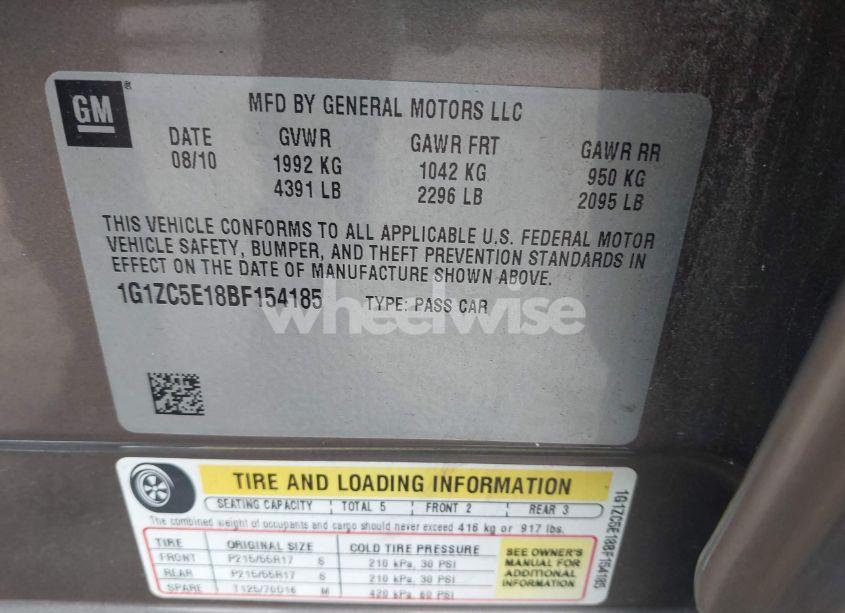 GM ®
MFD BY GENERAL MOTORS LLC
DATE GVWR GAWR FRT GAWR RR
08/10 1992 KG 1042 KG 950 KG
4391 LB 2296 LB 2095 LB
THIS VEHICLE CONFORMS TO ALL APPLICABLE U.S. FEDERAL MOTOR
VEHICLE SAFETY, BUMPER, AND THEFT PREVENTION STANDARDS IN
EFFECT ON THE DATE OF MANUFACTURE SHOWN ABOVE.
1G1ZC5E18BF154185 TYPE: PASS CAR
wheelwise
TIRE AND LOADING INFORMATION
SEATING CAPACITY TOTAL 5 FRONT 2 REAR 3
The combined weight of occupants and cargo should never exceed 416 kg or 917 lbs.
TIRE ORIGINAL SIZE COLD TIRE PRESSURE
FRONT P215/55R17 S 210 kPa, 30 PSI
REAR P215/55R17 S 210 kPa, 30 PSI
SPARE T125/70D16 M 420 kPa, 60 PSI
SEE OWNER'S
MANUAL FOR
ADDITIONAL
INFORMATION
1G1ZC5E18BF154185